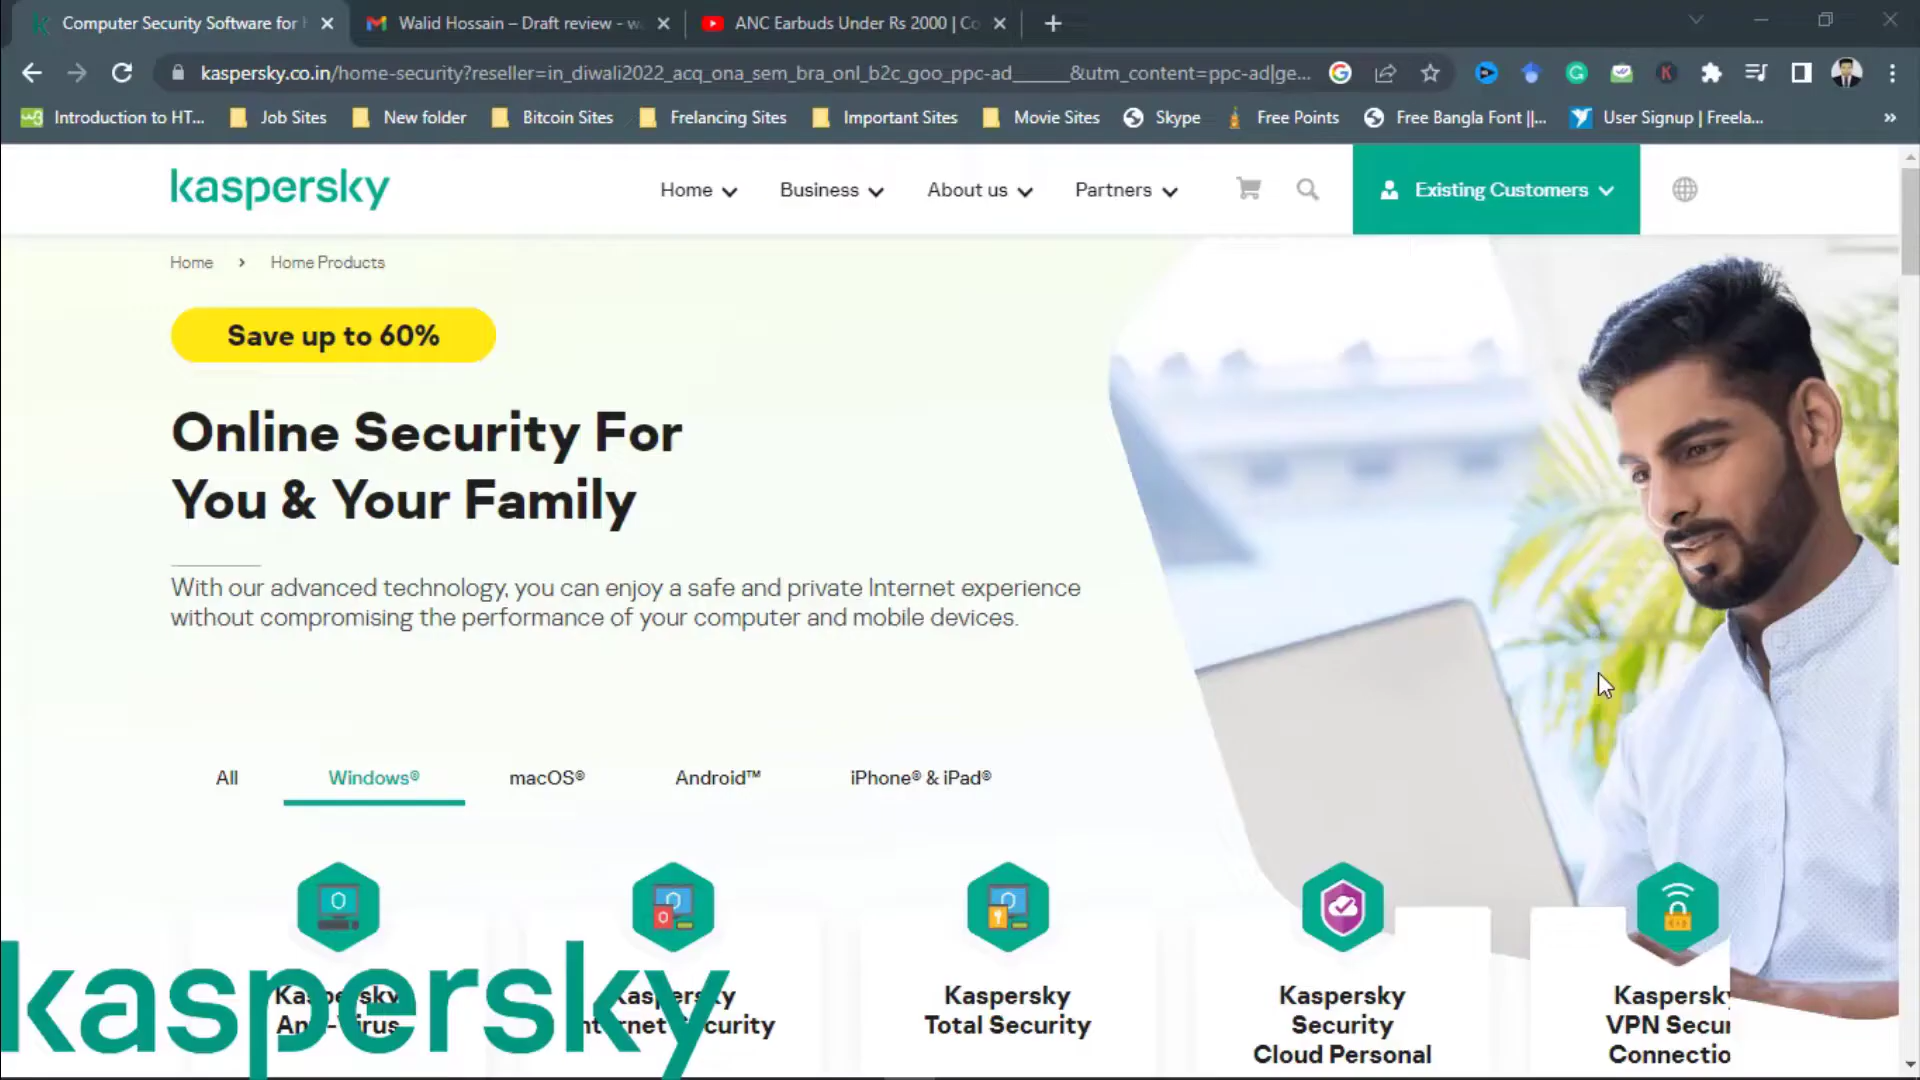 Computer Security Software for
Walid Hossain – Draft review - w
ANC Earbuds Under Rs 2000 | Co
kaspersky.co.in/home-security?reseller=in_diwali2022_acq_ona_sem_bra_onl_b2c_goo_ppc-ad______&utm_content=ppc-ad|ge...
Introduction to HT... Job Sites New folder Bitcoin Sites Frelancing Sites Important Sites Movie Sites Skype Free Points Free Bangla Font ||... User Signup | Freela... »
kaspersky
Home Business About us Partners Existing Customers
Home > Home Products
Save up to 60%
Online Security For
You & Your Family
With our advanced technology, you can enjoy a safe and private Internet experience
without compromising the performance of your computer and mobile devices.
All Windows® macOS® Android™ iPhone® & iPad®
kaspersky
Kaspersky
Total Security
Kaspersky
Security
Cloud Personal
Kaspersky
VPN Secur
Connectio